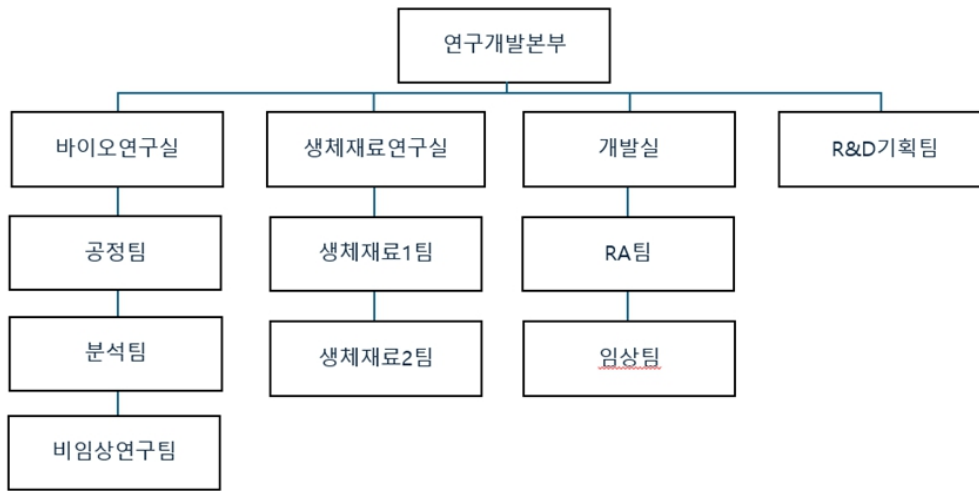 연구개발본부
바이오연구실
생체재료연구실
개발실
R&D기획팀
공정팀
생체재료1팀
RA팀
분석팀
생체재료2팀
임상팀
비임상연구팀